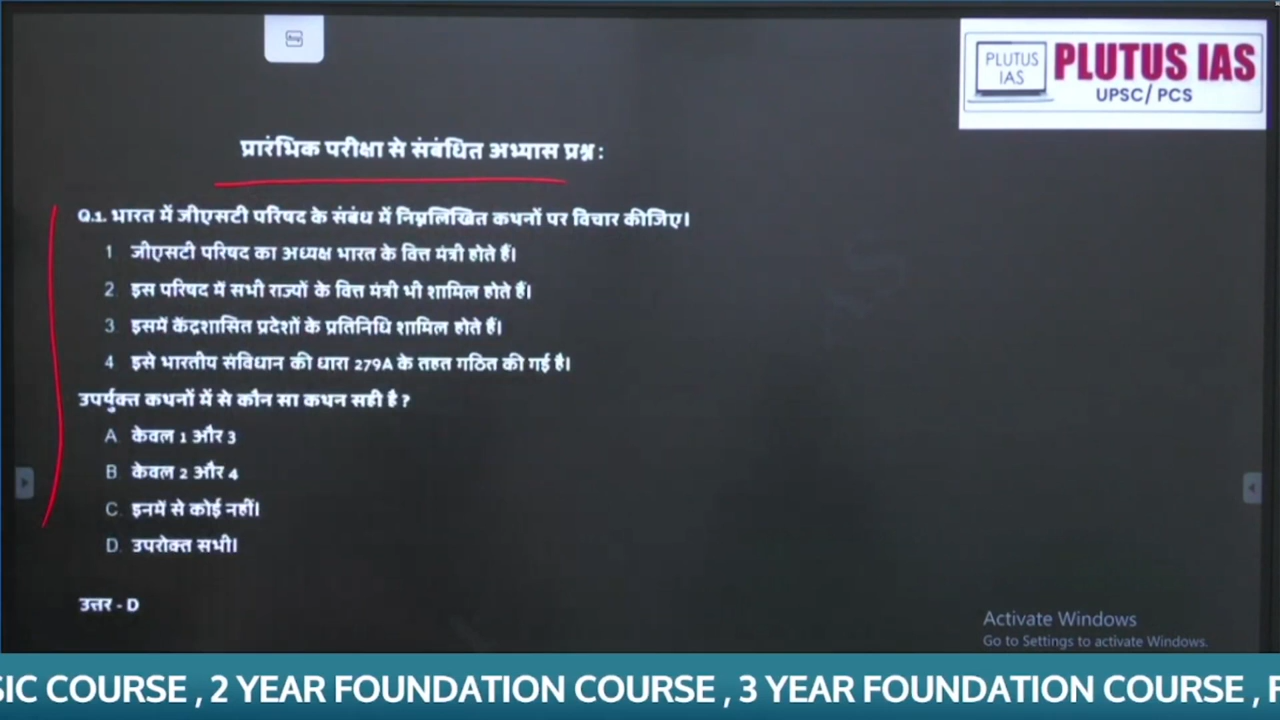 PLUTUS
IAS
PLUTUS IAS
UPSC/ PCS
प्रारंभिक परीक्षा से संबंधित अभ्यास प्रश्न :
Q.1. भारत में जीएसटी परिषद के संबंध में निम्नलिखित कथनों पर विचार कीजिए।
1 जीएसटी परिषद का अध्यक्ष भारत के वित्त मंत्री होते हैं।
2 इस परिषद में सभी राज्यों के वित्त मंत्री भी शामिल होते हैं।
3 इसमें केंद्रशासित प्रदेशों के प्रतिनिधि शामिल होते हैं।
4 इसे भारतीय संविधान की धारा 279A के तहत गठित की गई है।
उपर्युक्त कथनों में से कौन सा कथन सही है ?
A केवल 1 और 3
B केवल 2 और 4
C. इनमें से कोई नहीं।
D. उपरोक्त सभी।
उत्तर - D
Activate Windows
Go to Settings to activate Windows.
SIC COURSE , 2 YEAR FOUNDATION COURSE , 3 YEAR FOUNDATION COURSE , F